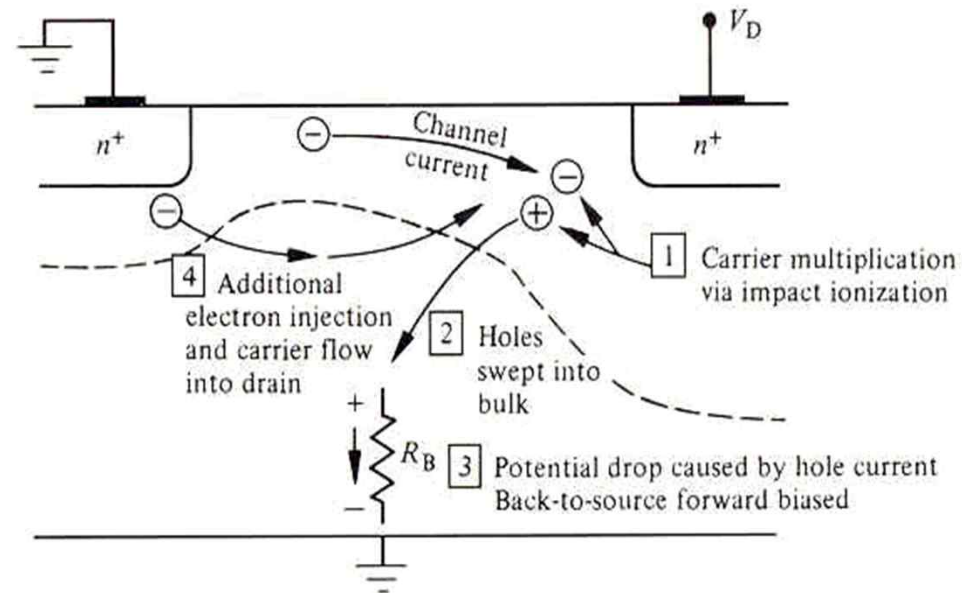 V_D
n⁺
n⁺
−
Channel
current
−
+
−
1 Carrier multiplication
via impact ionization
4 Additional
electron injection
and carrier flow
into drain
2 Holes
swept into
bulk
+
R_B
−
3 Potential drop caused by hole current
Back-to-source forward biased